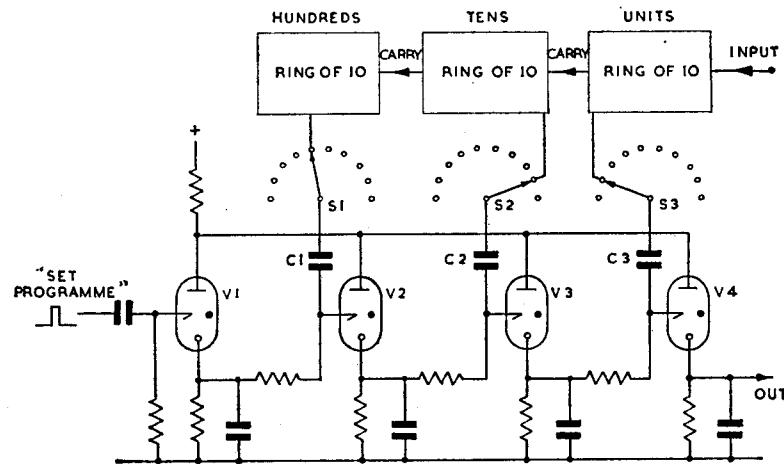 HUNDREDS
TENS
UNITS
RING OF 10
CARRY
RING OF 10
CARRY
RING OF 10
INPUT
+
S1
S2
S3
C1
C2
C3
"SET
PROGRAMME"
V1
V2
V3
V4
OUT